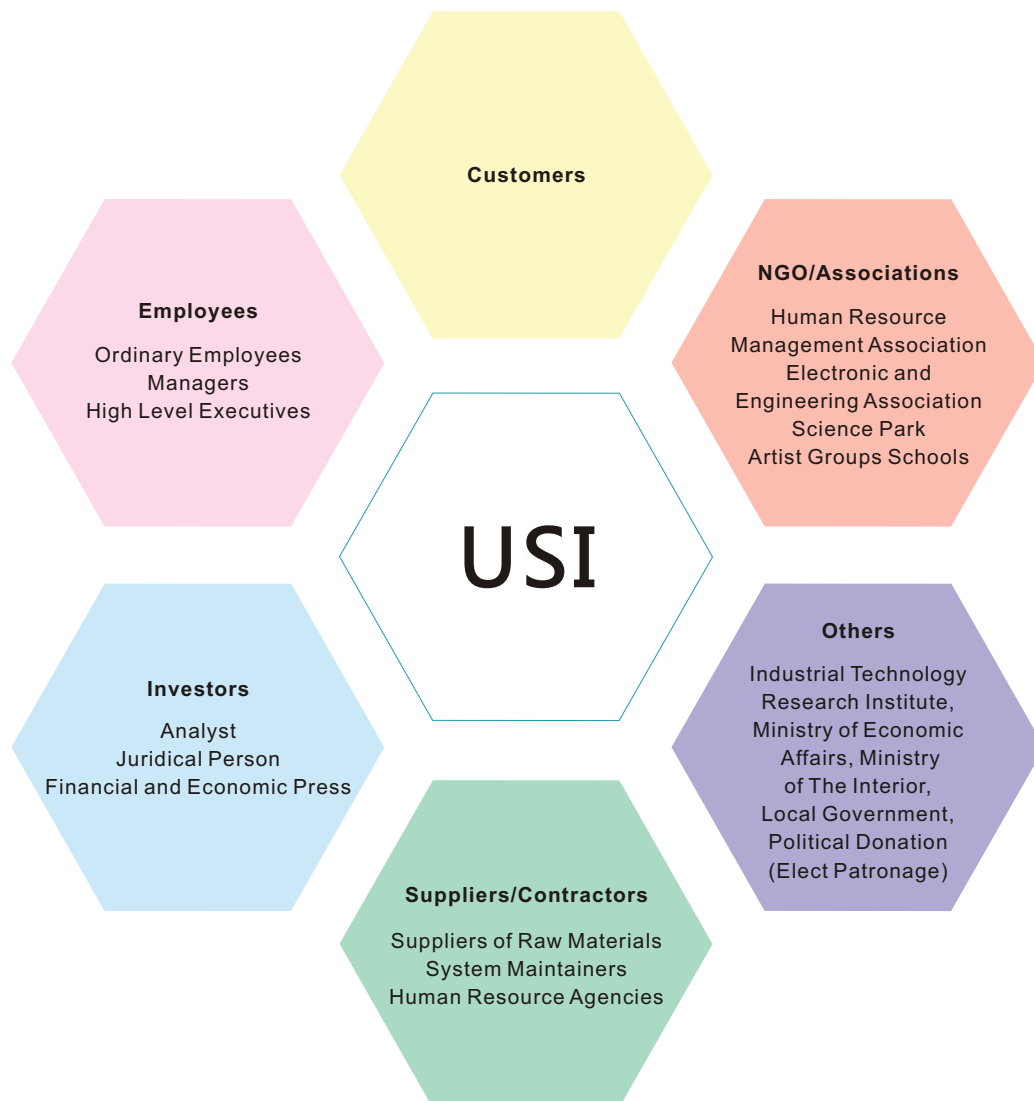 Customers
NGO/Associations
Human Resource
Management Association
Electronic and
Engineering Association
Science Park
Artist Groups Schools
Employees
Ordinary Employees
Managers
High Level Executives
USI
Others
Industrial Technology
Research Institute,
Ministry of Economic
Affairs, Ministry
of The Interior,
Local Government,
Political Donation
(Elect Patronage)
Investors
Analyst
Juridical Person
Financial and Economic Press
Suppliers/Contractors
Suppliers of Raw Materials
System Maintainers
Human Resource Agencies